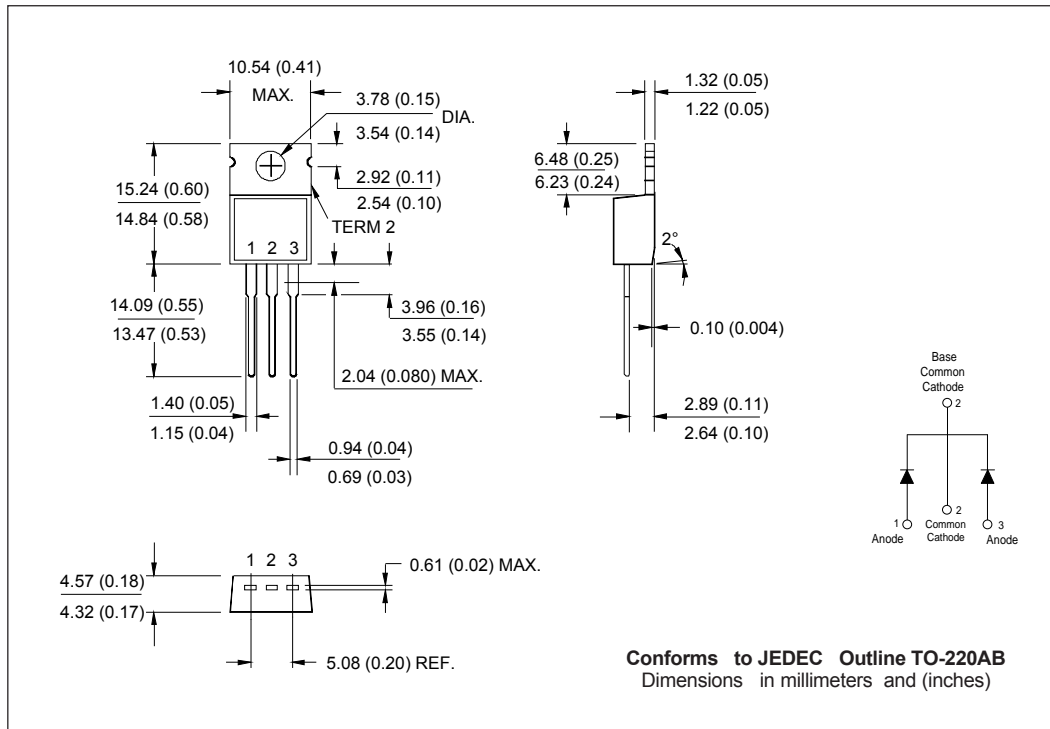 10.54 (0.41)
MAX.
3.78 (0.15)
DIA.
3.54 (0.14)
15.24 (0.60)
14.84 (0.58)
2.92 (0.11)
2.54 (0.10)
TERM 2
1 2 3
14.09 (0.55)
13.47 (0.53)
3.96 (0.16)
3.55 (0.14)
2.04 (0.080) MAX.
1.40 (0.05)
1.15 (0.04)
0.94 (0.04)
0.69 (0.03)
1.32 (0.05)
1.22 (0.05)
6.48 (0.25)
6.23 (0.24)
2°
0.10 (0.004)
2.89 (0.11)
2.64 (0.10)
Base
Common
Cathode
2
1
Anode
2
Common
Cathode
3
Anode
1 2 3
4.57 (0.18)
4.32 (0.17)
0.61 (0.02) MAX.
5.08 (0.20) REF.
Conforms to JEDEC Outline TO-220AB
Dimensions in millimeters and (inches)